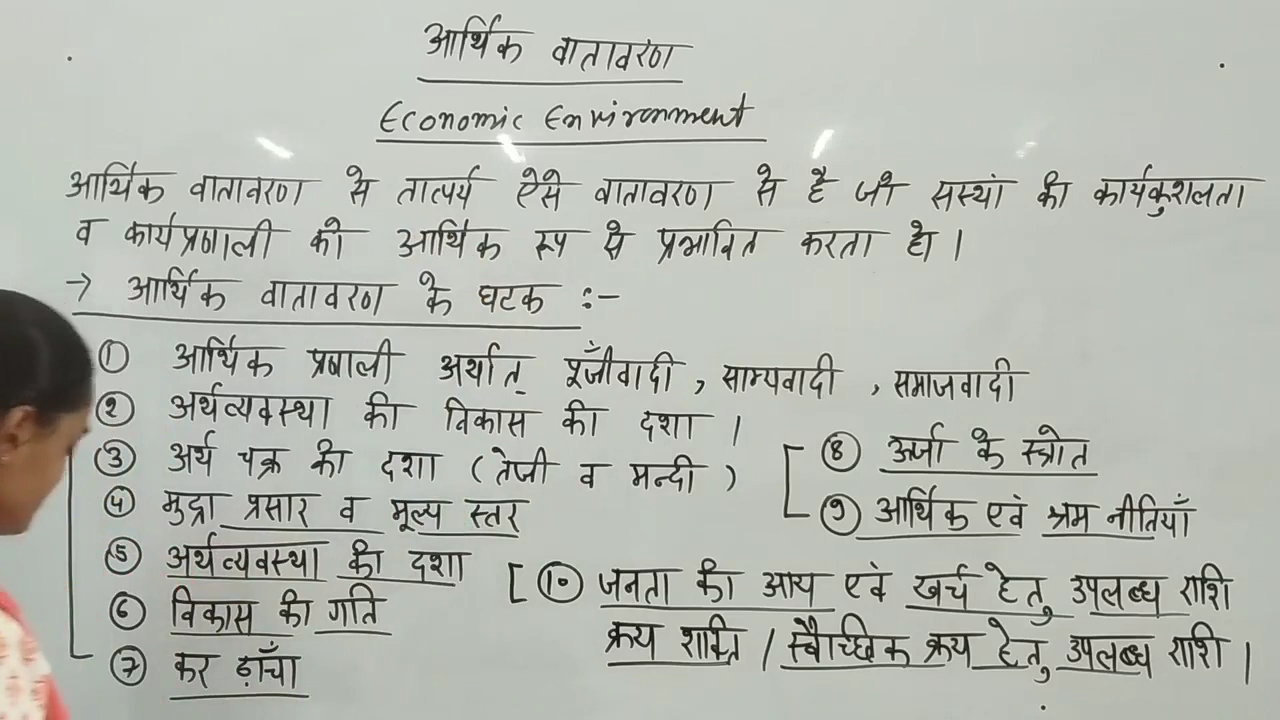 आर्थिक वातावरण
Economic Environment
आर्थिक वातावरण से तात्पर्य ऐसे वातावरण से है जो सस्थां की कार्यकुशलता
व कार्यप्रणाली को आर्थिक रूप से प्रभावित करता हो ।
→ आर्थिक वातावरण के घटक :-
① आर्थिक प्रणाली अर्थात् पूँजीवादी , साम्यवादी , समाजवादी
② अर्थव्यवस्था की विकास की दशा ।
③ अर्थ चक्र की दशा ( तेजी व मन्दी )
④ मुद्रा प्रसार व मूल्य स्तर
⑤ अर्थव्यवस्था की दशा
⑥ विकास की गति
⑦ कर ढ़ाँचा
⑧ ऊर्जा के स्त्रोत
⑨ आर्थिक एवं श्रम नीतियाँ
⑩ जनता की आय एवं खर्च हेतु उपलब्ध राशि
क्रय शक्ति / स्वैच्छिक क्रय हेतु उपलब्ध राशि ।